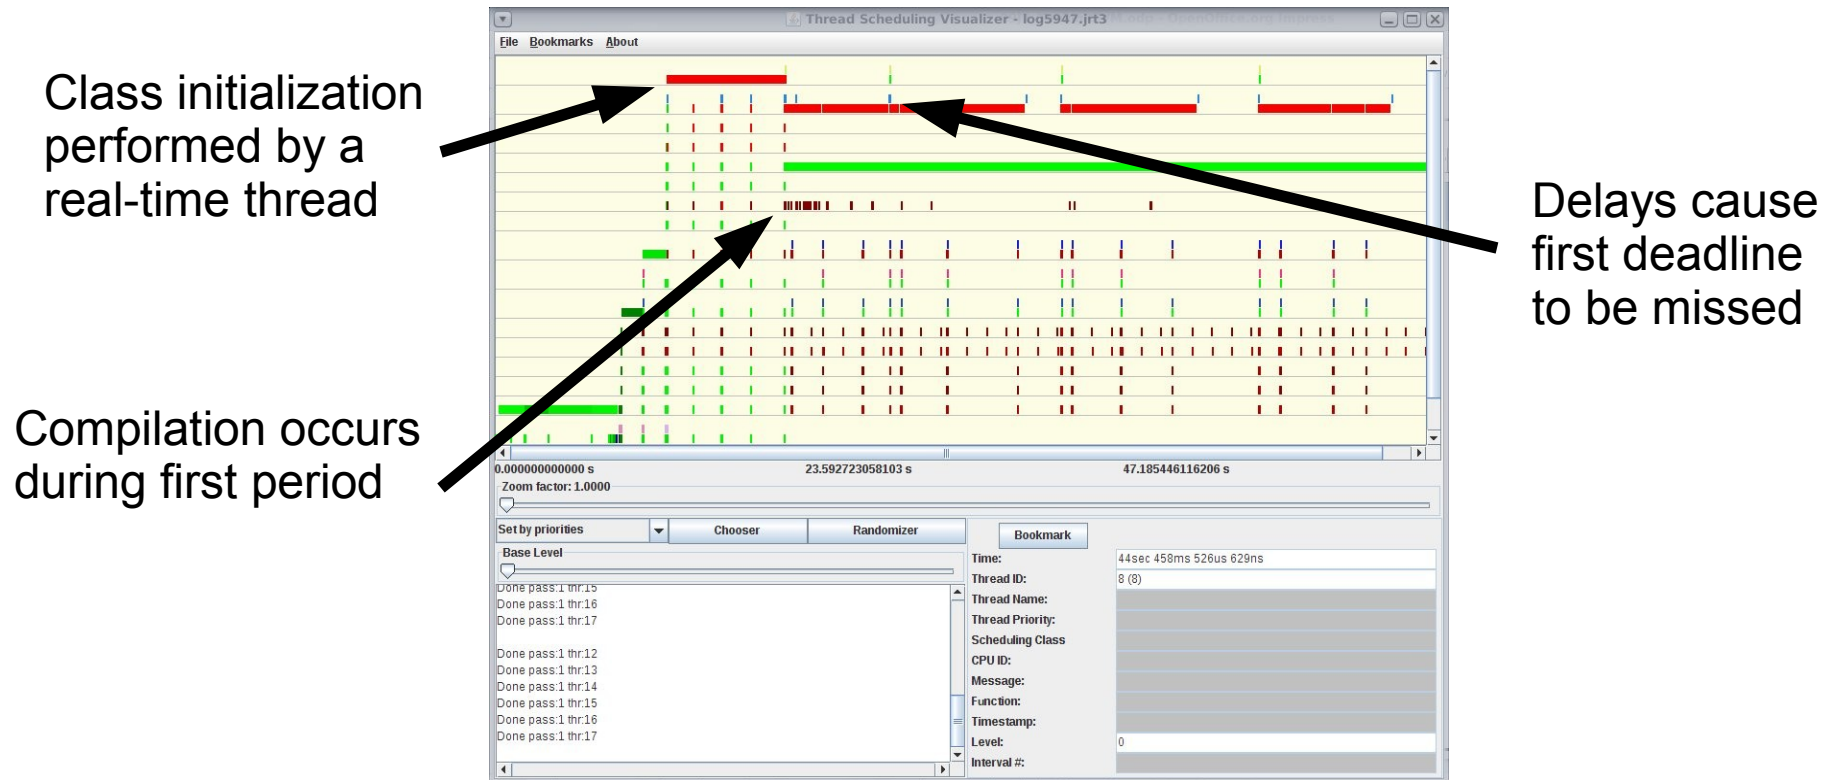 Thread Scheduling Visualizer - log5947.jrt3
File Bookmarks About
Class initialization
performed by a
real-time thread
Delays cause
first deadline
to be missed
Compilation occurs
during first period
0.000000000000 s
23.592723058103 s
47.185446116206 s
Zoom factor: 1.0000
Set by priorities
Chooser
Randomizer
Base Level
Done pass:1 thr:15
Done pass:1 thr:16
Done pass:1 thr:17
Done pass:1 thr:12
Done pass:1 thr:13
Done pass:1 thr:14
Done pass:1 thr:15
Done pass:1 thr:16
Done pass:1 thr:17
Bookmark
Time: 44sec 458ms 526us 629ns
Thread ID: 8 (8)
Thread Name:
Thread Priority:
Scheduling Class
CPU ID:
Message:
Function:
Timestamp:
Level: 0
Interval #: